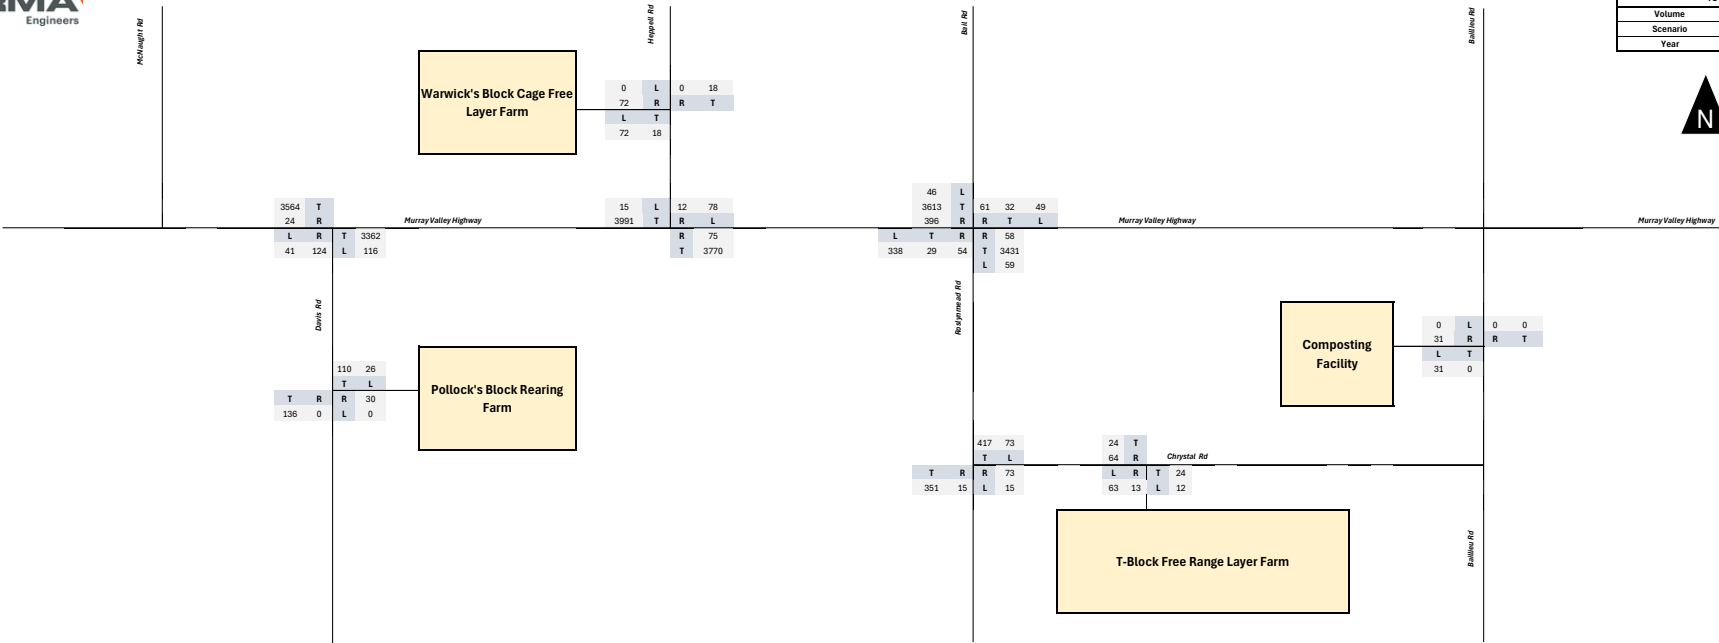 Engineers
McNaught Rd
Heppell Rd
Ball Rd
Baillieu Rd
Volume
Scenario
Year
N
Warwick's Block Cage Free
Layer Farm
0 L 0 18
72 R R T
L T
72 18
3564 T
24 R
L R T 3362
41 124 L 116
Murray Valley Highway
15 L 12 78
3991 T R L
R 75
T 3770
46 L
3613 T 61 32 49
396 R R T L
L T R R 58
338 29 54 T 3431
L 59
Murray Valley Highway
Murray Valley Highway
Davis Rd
Roslynmead Rd
Composting
Facility
0 L 0 0
31 R R T
L T
31 0
110 26
T L
T R R 30
136 0 L 0
Pollock's Block Rearing
Farm
417 73
T L
T R R 73
351 15 L 15
24 T
64 R
L R T 24
63 13 L 12
Chrystal Rd
T-Block Free Range Layer Farm
Baillieu Rd